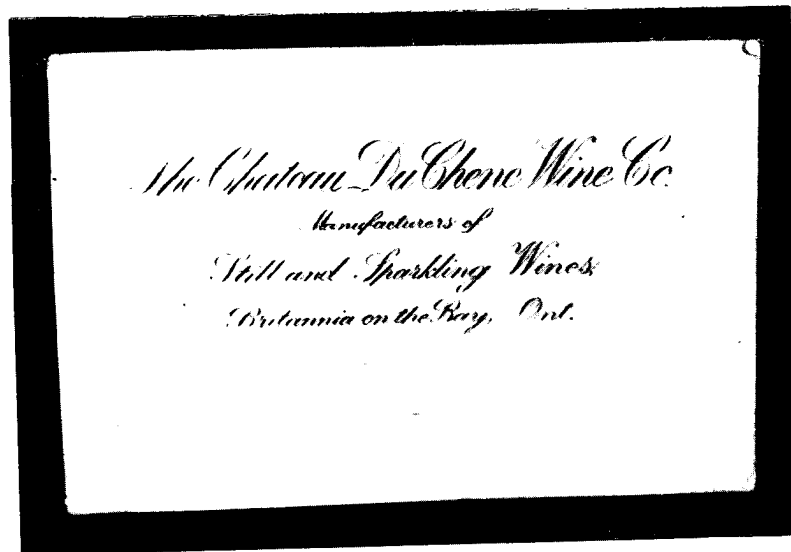 The Chateau Du Chene Wine Co.
Manufacturers of
Still and Sparkling Wines,
Britannia on the Bay, Ont.